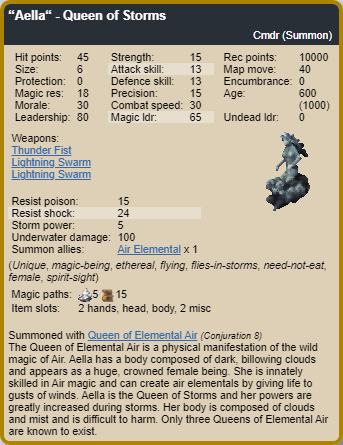 “Aella“ - Queen of Storms
Cmdr (Summon)
Hit points: 45 Strength: 15 Rec points: 10000
Size: 6 Attack skill: 13 Map move: 40
Protection: 0 Defence skill: 13 Encumbrance: 0
Magic res: 18 Precision: 15 Age: 600
Morale: 30 Combat speed: 30 (1000)
Leadership: 80 Magic ldr: 65 Undead ldr: 0
Weapons:
Thunder Fist
Lightning Swarm
Lightning Swarm
Resist poison: 15
Resist shock: 24
Storm power: 5
Underwater damage: 100
Summon allies: Air Elemental x 1
(Unique, magic-being, ethereal, flying, flies-in-storms, need-not-eat,
female, spirit-sight)
Magic paths: 5 15
Item slots: 2 hands, head, body, 2 misc
Summoned with Queen of Elemental Air (Conjuration 8)
The Queen of Elemental Air is a physical manifestation of the wild
magic of Air. Aella has a body composed of dark, billowing clouds
and appears as a huge, crowned female being. She is innately
skilled in Air magic and can create air elementals by giving life to
gusts of winds. Aella is the Queen of Storms and her powers are
greatly increased during storms. Her body is composed of clouds
and mist and is difficult to harm. Only three Queens of Elemental Air
are known to exist.